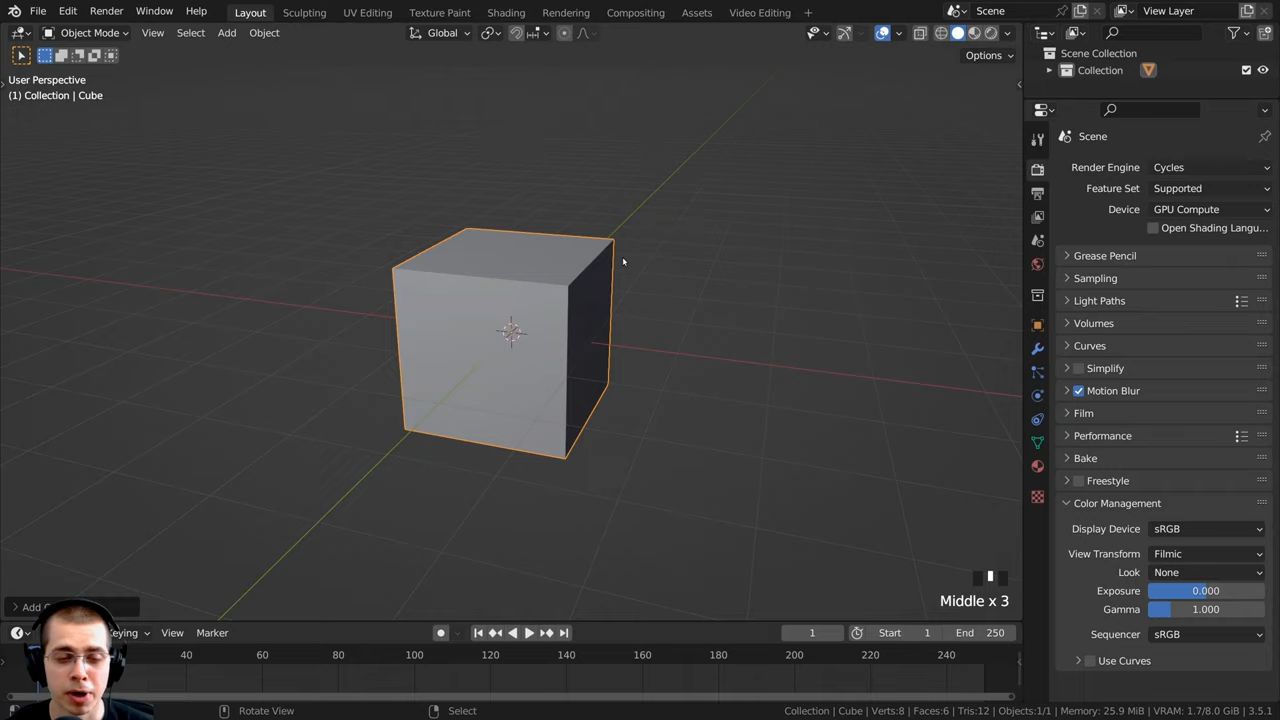 File Edit Render Window Help Layout Sculpting UV Editing Texture Paint Shading Rendering Compositing Assets Video Editing + Scene View Layer
Object Mode View Select Add Object Global
Options
User Perspective
(1) Collection | Cube
Scene Collection
Collection
Scene
Render Engine Cycles
Feature Set Supported
Device GPU Compute
Open Shading Langu...
Grease Pencil
Sampling
Light Paths
Volumes
Curves
Simplify
Motion Blur
Film
Performance
Bake
Freestyle
Color Management
Display Device sRGB
View Transform Filmic
Look None
Exposure 0.000
Gamma 1.000
Sequencer sRGB
Use Curves
Middle x 3
Add
Keying View Marker 1 Start 1 End 250
40 60 80 100 120 140 160 180 200 220 240
Rotate View Select Collection | Cube | Verts:8 | Faces:6 | Tris:12 | Objects:1/1 | Memory: 25.9 MiB | VRAM: 1.7/8.0 GiB | 3.5.1